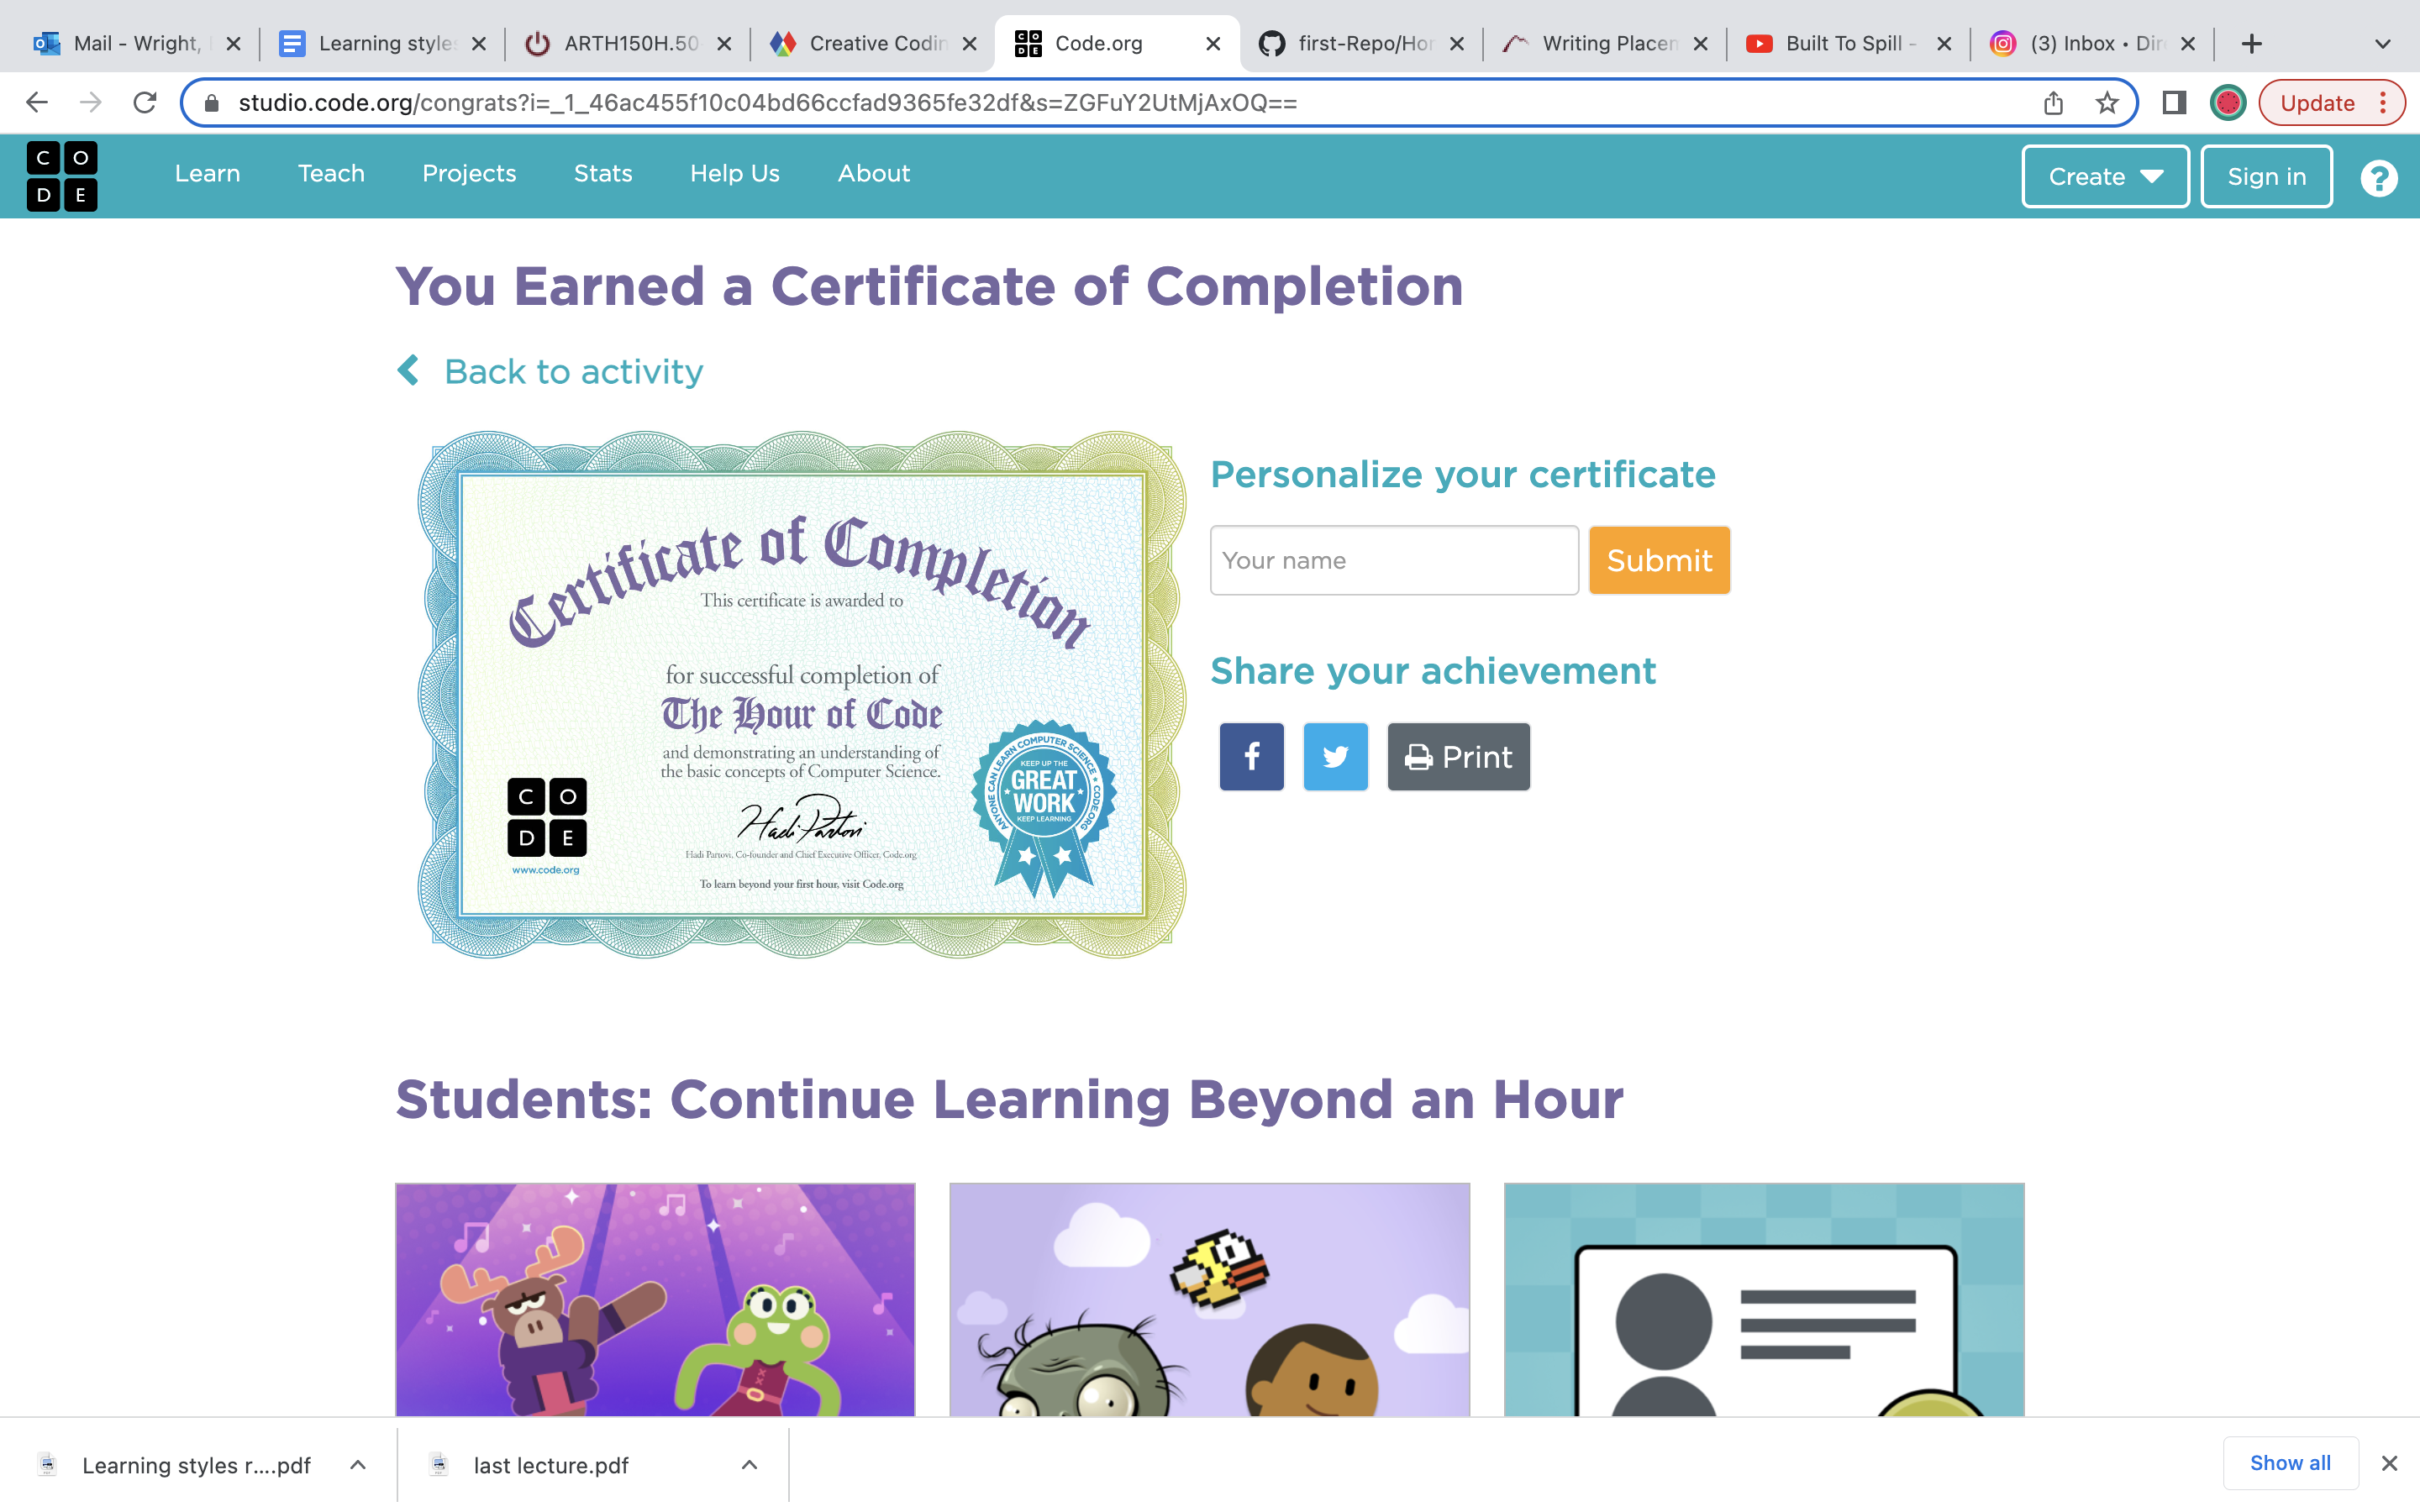 Mail - Wright,
Learning style
ARTH150H.50
Creative Codin
Code.org
first-Repo/Hor
Writing Placem
Built To Spill -
(3) Inbox • Dire
studio.code.org/congrats?i=_1_46ac455f10c04bd66ccfad9365fe32df&s=ZGFuY2UtMjAxOQ==
Update
CODE
Learn
Teach
Projects
Stats
Help Us
About
Create
Sign in
?
You Earned a Certificate of Completion
Back to activity
Certificate of Completion
This certificate is awarded to
for successful completion of
The Hour of Code
and demonstrating an understanding of
the basic concepts of Computer Science.
Hadi Partovi
Hadi Partovi, Co-founder and Chief Executive Officer, Code.org
To learn beyond your first hour, visit Code.org
CODE
www.code.org
ANYONE CAN LEARN COMPUTER SCIENCE • CODE.ORG
KEEP UP THE
GREAT
WORK
KEEP LEARNING
Personalize your certificate
Your name
Submit
Share your achievement
Print
Students: Continue Learning Beyond an Hour
Learning styles r....pdf
last lecture.pdf
Show all